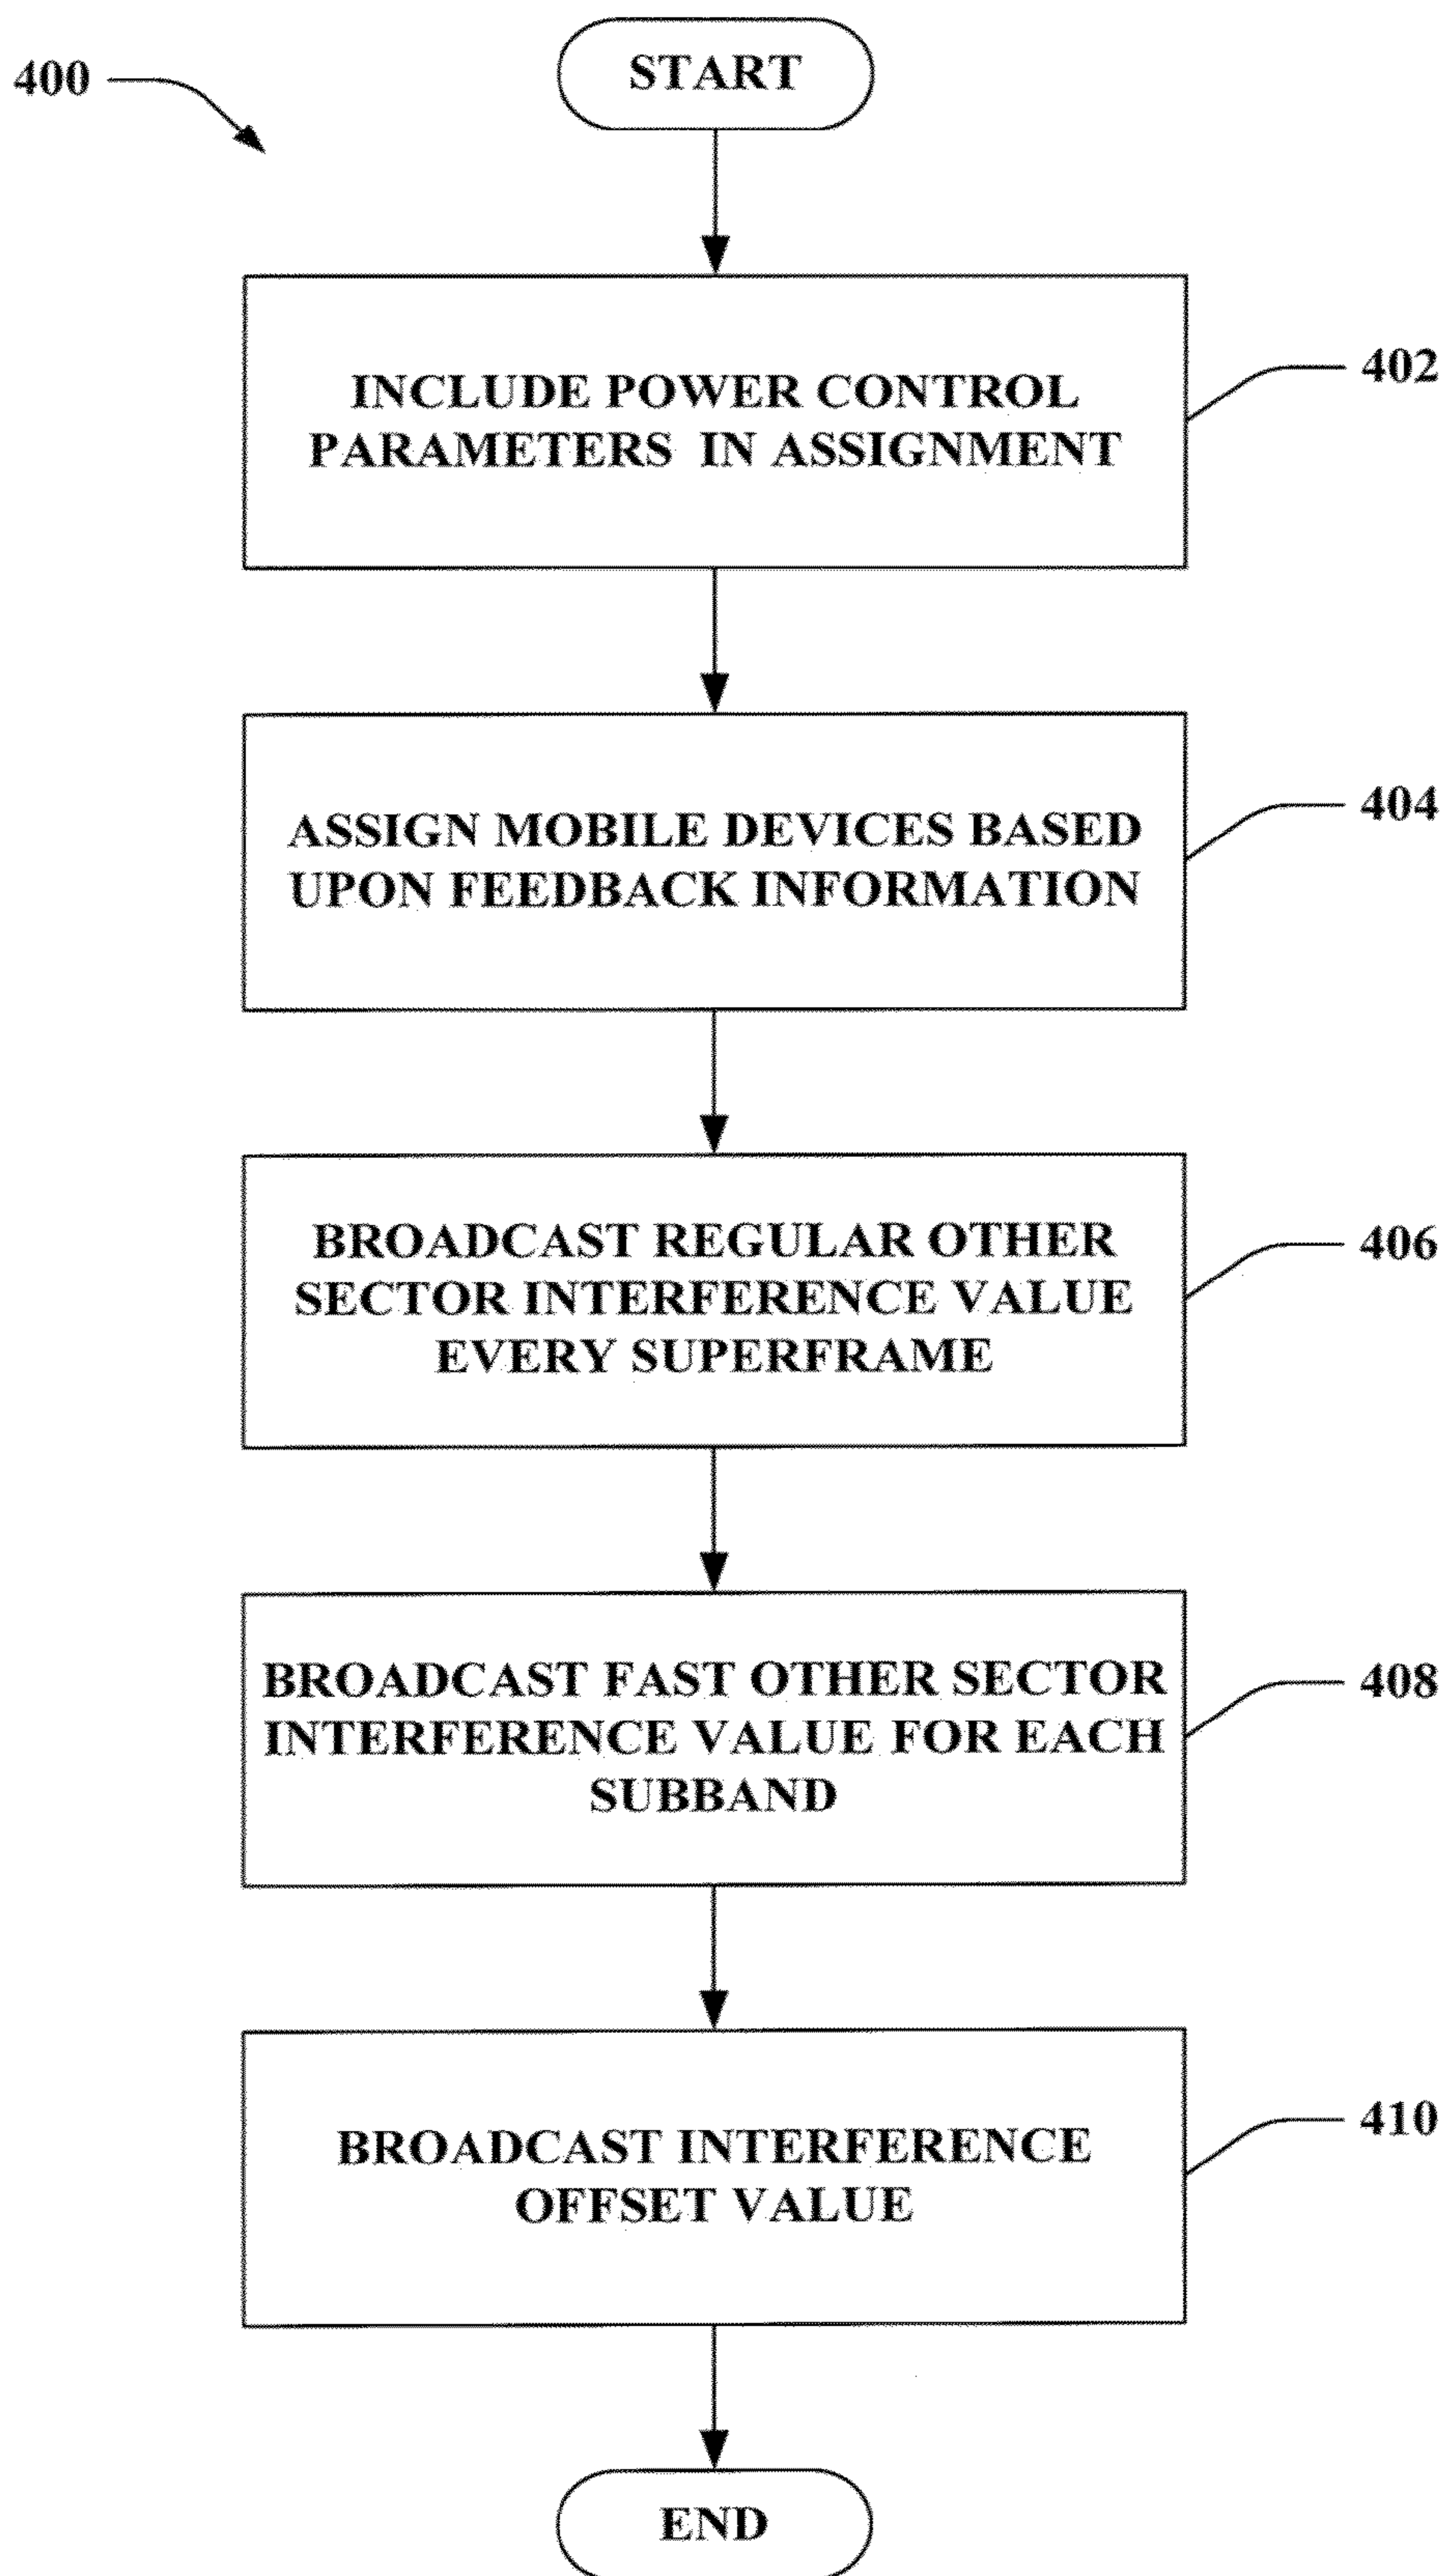 START
400
INCLUDE POWER CONTROL
PARAMETERS IN ASSIGNMENT
402
ASSIGN MOBILE DEVICES BASED
UPON FEEDBACK INFORMATION
404
BROADCAST REGULAR OTHER
SECTOR INTERFERENCE VALUE
EVERY SUPERFRAME
406
BROADCAST FAST OTHER SECTOR
INTERFERENCE VALUE FOR EACH
SUBBAND
408
BROADCAST INTERFERENCE
OFFSET VALUE
410
END